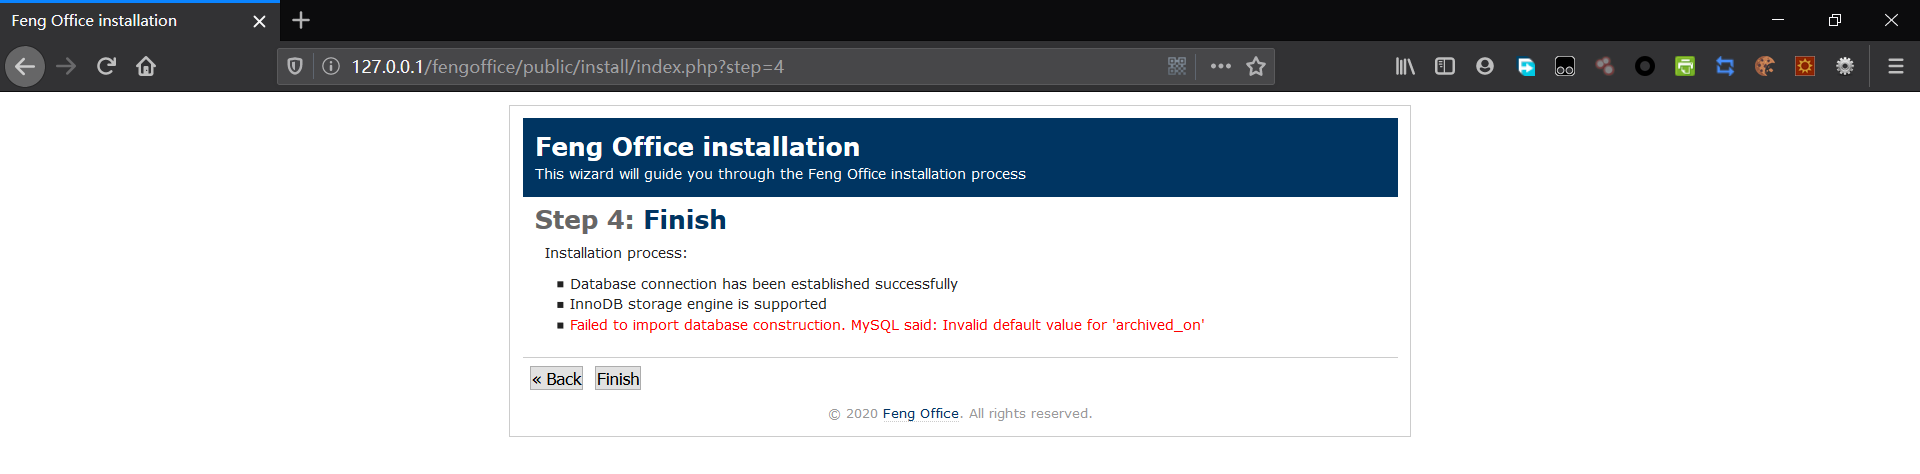 Feng Office installation
127.0.0.1/fengoffice/public/install/index.php?step=4
Feng Office installation
This wizard will guide you through the Feng Office installation process
Step 4: Finish
Installation process:
Database connection has been established successfully
InnoDB storage engine is supported
Failed to import database construction. MySQL said: Invalid default value for 'archived_on'
« Back Finish
© 2020 Feng Office. All rights reserved.